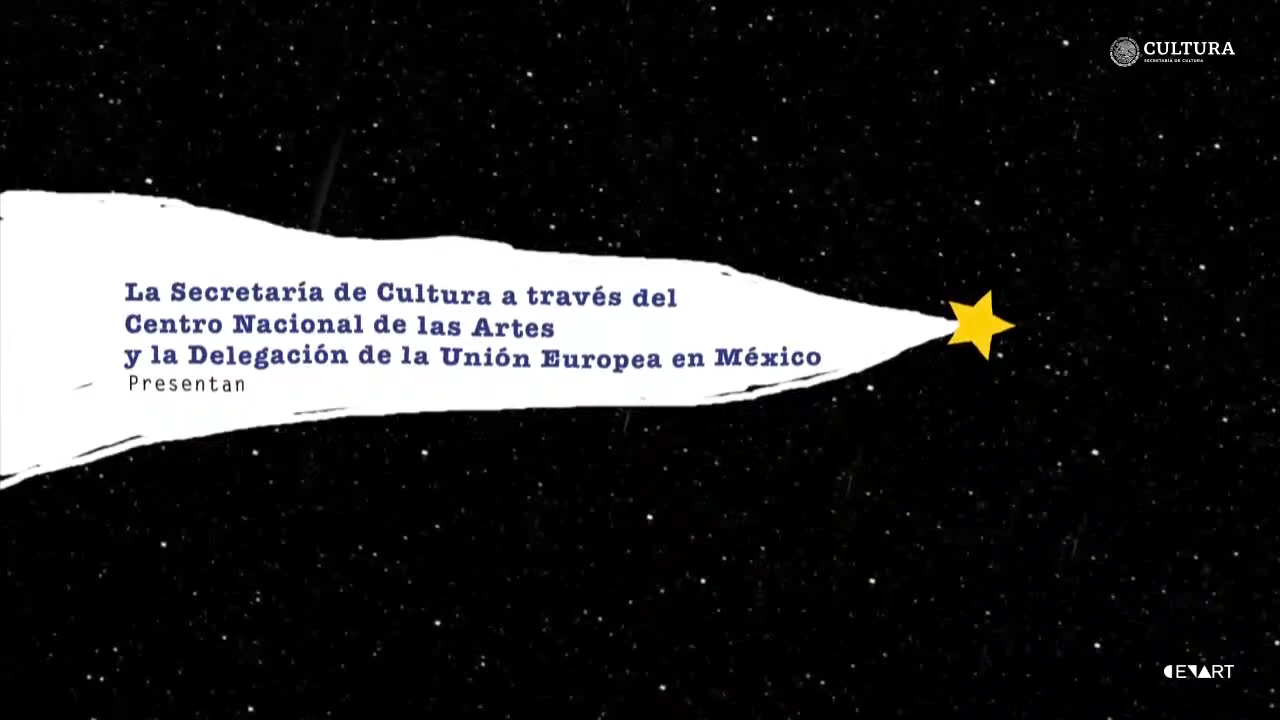 CULTURA
SECRETARÍA DE CULTURA
La Secretaría de Cultura a través del
Centro Nacional de las Artes
y la Delegación de la Unión Europea en México
Presentan
CENART